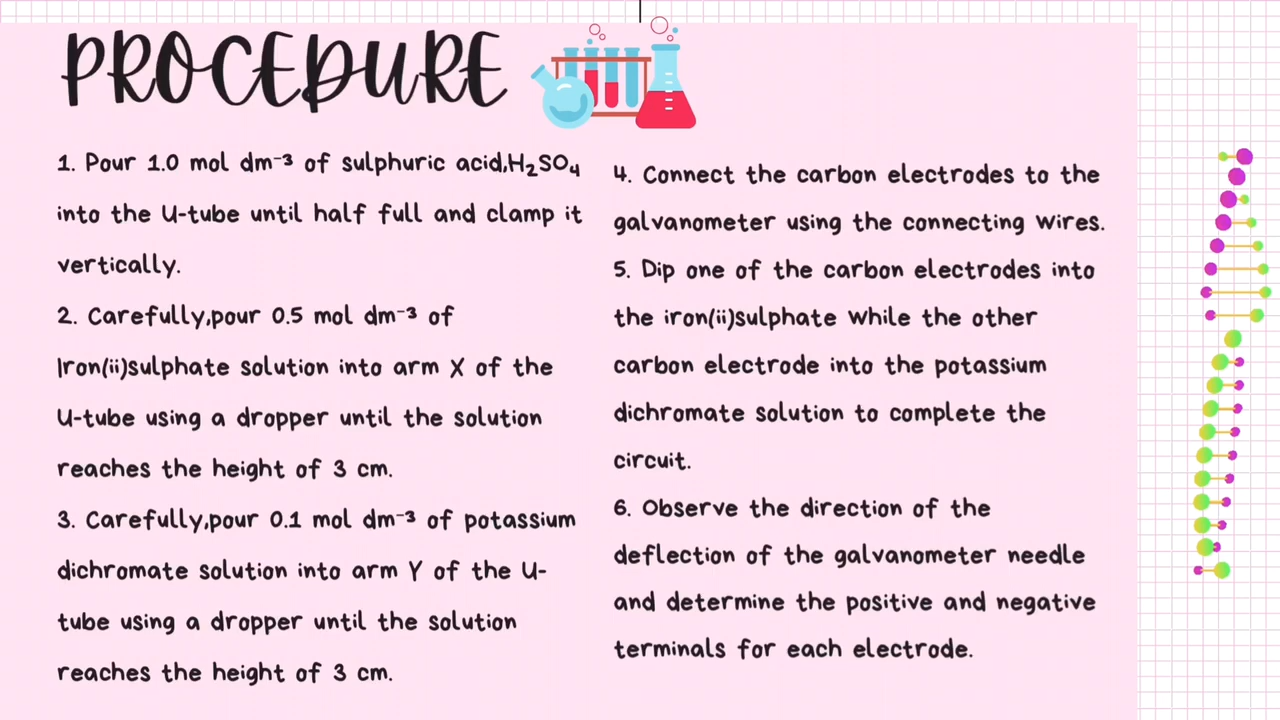 PROCEDURE
1. Pour 1.0 mol dm⁻³ of sulphuric acid,H₂SO₄
into the U-tube until half full and clamp it
vertically.
2. Carefully,pour 0.5 mol dm⁻³ of
Iron(ii)sulphate solution into arm X of the
U-tube using a dropper until the solution
reaches the height of 3 cm.
3. Carefully,pour 0.1 mol dm⁻³ of potassium
dichromate solution into arm Y of the U-
tube using a dropper until the solution
reaches the height of 3 cm.
4. Connect the carbon electrodes to the
galvanometer using the connecting wires.
5. Dip one of the carbon electrodes into
the iron(ii)sulphate while the other
carbon electrode into the potassium
dichromate solution to complete the
circuit.
6. Observe the direction of the
deflection of the galvanometer needle
and determine the positive and negative
terminals for each electrode.